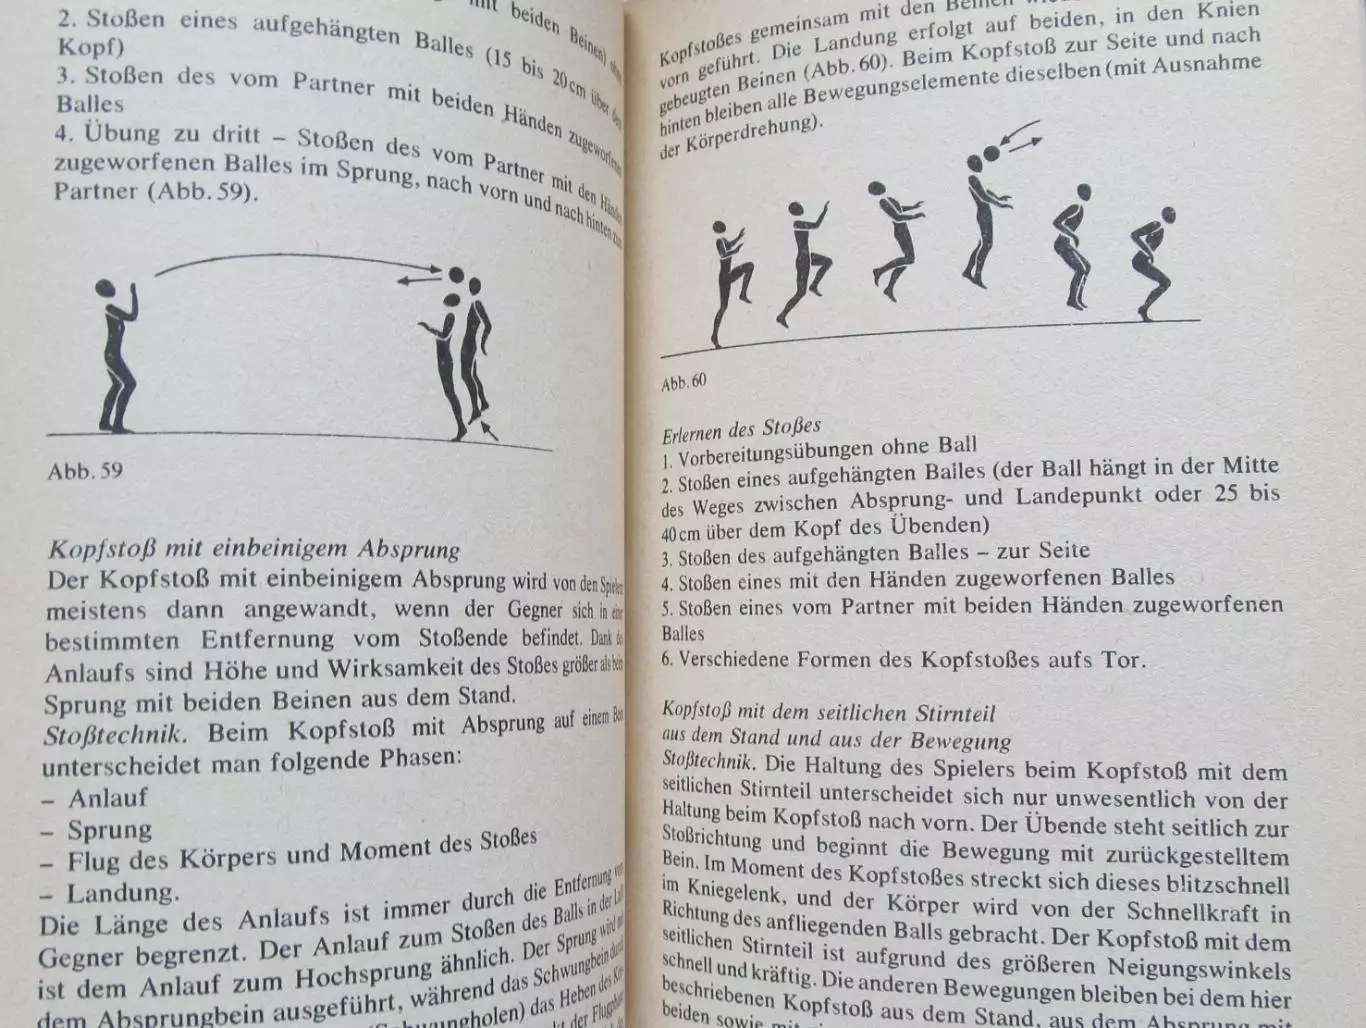 mit beiden Beinen)
2. Stoßen eines aufgehängten Balles (15 bis 20 cm über dem
Kopf)
3. Stoßen des vom Partner mit beiden Händen zugeworfenen
Balles
4. Übung zu dritt – Stoßen des vom Partner mit den Händen
zugeworfenen Balles im Sprung, nach vorn und nach hinten zum
Partner (Abb. 59).
Abb. 59
Kopfstoß mit einbeinigem Absprung
Der Kopfstoß mit einbeinigem Absprung wird von den Spielern
meistens dann angewandt, wenn der Gegner sich in einer
bestimmten Entfernung vom Stoßende befindet. Dank des
Anlaufs sind Höhe und Wirksamkeit des Stoßes größer als beim
Sprung mit beiden Beinen aus dem Stand.
Stoßtechnik. Beim Kopfstoß mit Absprung auf einem Bein
unterscheidet man folgende Phasen:
– Anlauf
– Sprung
– Flug des Körpers und Moment des Stoßes
– Landung.
Die Länge des Anlaufs ist immer durch die Entfernung vom
Gegner begrenzt. Der Anlauf zum Stoßen des Balls in der Luft
ist dem Anlauf zum Hochsprung ähnlich. Der Sprung wird mit
dem Absprungbein ausgeführt, während das Schwungbein durch
(Schwungholen) das Heben des
der Flugphase
Kopfstoßes gemeinsam mit den Beinen
vorn geführt. Die Landung erfolgt auf beiden, in den Knien
gebeugten Beinen (Abb. 60). Beim Kopfstoß zur Seite und nach
hinten bleiben alle Bewegungselemente dieselben (mit Ausnahme
der Körperdrehung).
Abb. 60
Erlernen des Stoßes
1. Vorbereitungsübungen ohne Ball
2. Stoßen eines aufgehängten Balles (der Ball hängt in der Mitte
des Weges zwischen Absprung- und Landepunkt oder 25 bis
40 cm über dem Kopf des Übenden)
3. Stoßen des aufgehängten Balles – zur Seite
4. Stoßen eines mit den Händen zugeworfenen Balles
5. Stoßen eines vom Partner mit beiden Händen zugeworfenen
Balles
6. Verschiedene Formen des Kopfstoßes aufs Tor.
Kopfstoß mit dem seitlichen Stirnteil
aus dem Stand und aus der Bewegung
Stoßtechnik. Die Haltung des Spielers beim Kopfstoß mit dem
seitlichen Stirnteil unterscheidet sich nur unwesentlich von der
Haltung beim Kopfstoß nach vorn. Der Übende steht seitlich zur
Stoßrichtung und beginnt die Bewegung mit zurückgestelltem
Bein. Im Moment des Kopfstoßes streckt sich dieses blitzschnell
im Kniegelenk, und der Körper wird von der Schnellkraft in
Richtung des anfliegenden Balls gebracht. Der Kopfstoß mit dem
seitlichen Stirnteil ist aufgrund des größeren Neigungswinkels
schnell und kräftig. Die anderen Bewegungen bleiben bei dem hier
beschriebenen Kopfstoß aus dem Stand, aus dem Absprung mit
beiden sowie mit